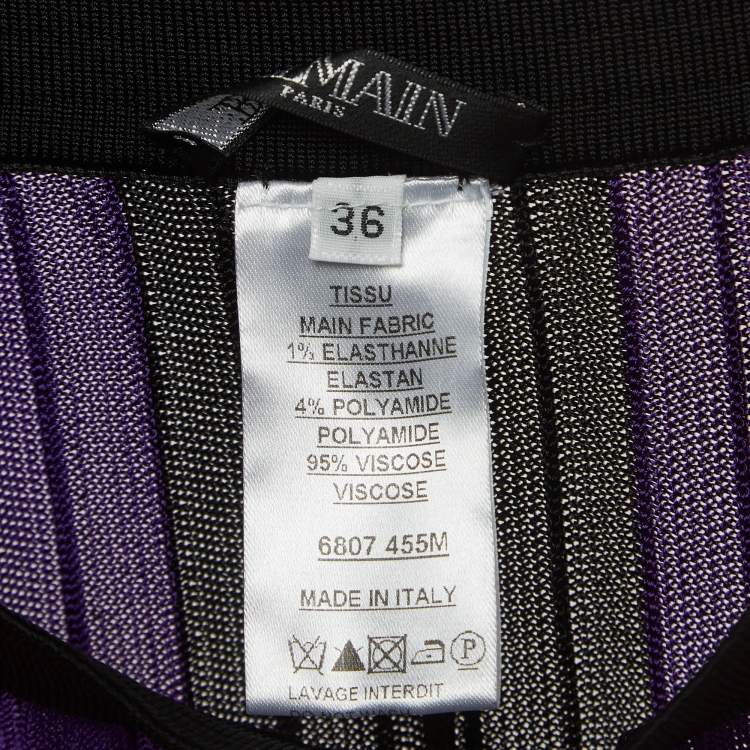 MAIN
PARIS
36
TISSU
MAIN FABRIC
1% ELASTHANNE
ELASTAN
4% POLYAMIDE
POLYAMIDE
95% VISCOSE
VISCOSE
6807 455M
MADE IN ITALY
P
LAVAGE INTERDIT